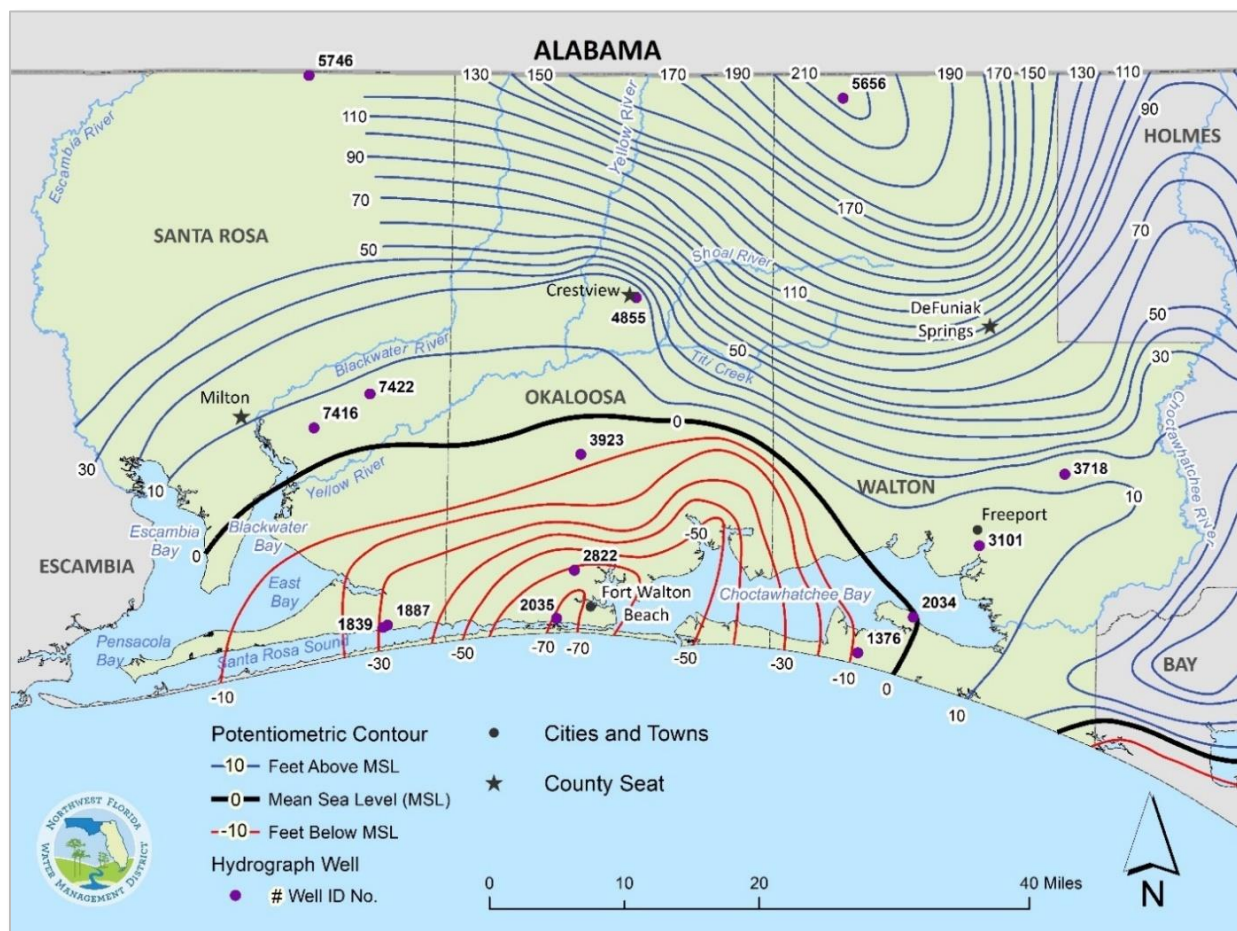 ALABAMA
5746
130
150
170
190
210
5656
190
170
150
130
110
90
HOLMES
Escambia River
Yellow River
110
90
70
50
170
70
SANTA ROSA
Shoal River
Crestview
4855
110
DeFuniak
Springs
50
30
50
Titi Creek
Blackwater River
7422
Milton
7416
OKALOOSA
0
3923
Choctawhatchee River
30
10
Yellow River
WALTON
3718
10
Freeport
3101
Escambia
Bay
0
Blackwater
Bay
ESCAMBIA
East
Bay
-50
2822
Fort Walton
Beach
Choctawhatchee Bay
2034
1887
1839
2035
1376
Pensacola
Bay
Santa Rosa Sound
BAY
-10
-30
-50
-70
-70
-50
-30
-10
0
10
Potentiometric Contour
10 Feet Above MSL
0 Mean Sea Level (MSL)
-10 Feet Below MSL
Hydrograph Well
# Well ID No.
Cities and Towns
County Seat
NORTHWEST FLORIDA
WATER MANAGEMENT DISTRICT
0 10 20 40 Miles
N